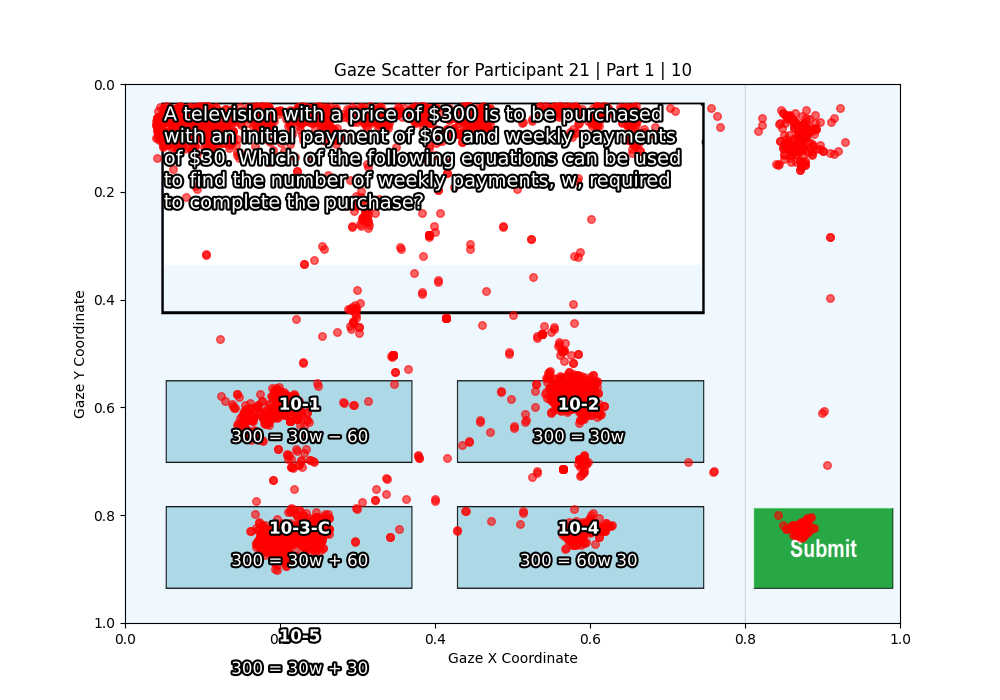 Gaze Scatter for Participant 21 | Part 1 | 10
A television with a price of $300 is to be purchased
with an initial payment of $60 and weekly payments
of $30. Which of the following equations can be used
to find the number of weekly payments, w, required
to complete the purchase?
10-1
300 = 30w − 60
10-2
300 = 30w
10-3-C
300 = 30w + 60
10-4
300 = 60w 30
Submit
10-5
300 = 30w + 30
0.0
0.2
0.4
0.6
0.8
1.0
Gaze Y Coordinate
0.0
0.2
0.4
0.6
0.8
1.0
Gaze X Coordinate